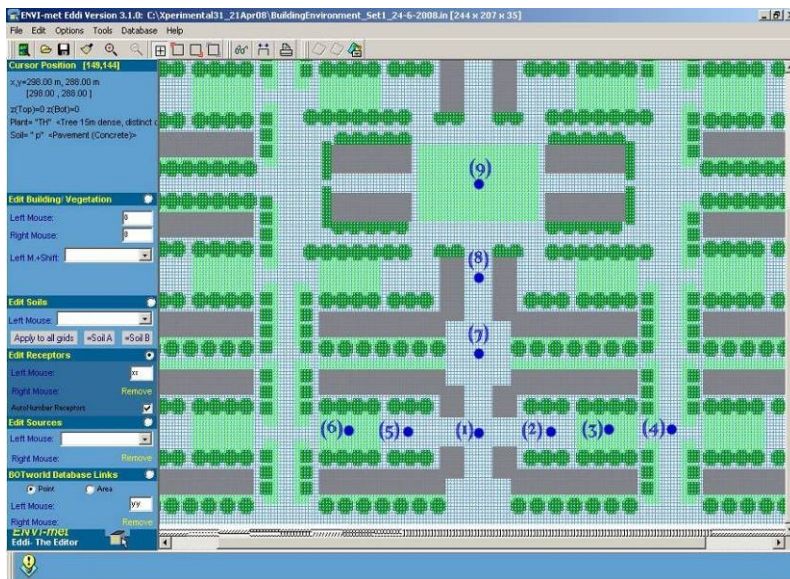 ENVI-met Eddi Version 3.1.0: C:\Xperimental31_21Apr08\BuildingEnvironment_Set1_24-6-2008.in [244 x 207 x 35]
File Edit Options Tools Database Help
Cursor Position [149,144]
x,y=298.00 m, 288.00 m
[298.00 , 288.00 ]
z(Top)=0 z(Bot)=0
Plant= "TH" <Tree 15m dense, distinct c
Soil= " p" <Pavement (Concrete)>
Edit Building/ Vegetation
Left Mouse: 0
Right Mouse: 0
Left M.+Shift:
Edit Soils
Left Mouse:
Apply to all grids =Soil A =Soil B
Edit Receptors
Left Mouse: xx
Right Mouse: Remove
AutoNumber Receptors
Edit Sources
Left Mouse:
Right Mouse: Remove
BOTworld Database Links
Point Area
Left Mouse: yy
Right Mouse: Remove
ENVI-met
Eddi- The Editor
(9)
(8)
(7)
(6) (5) (1) (2) (3) (4)